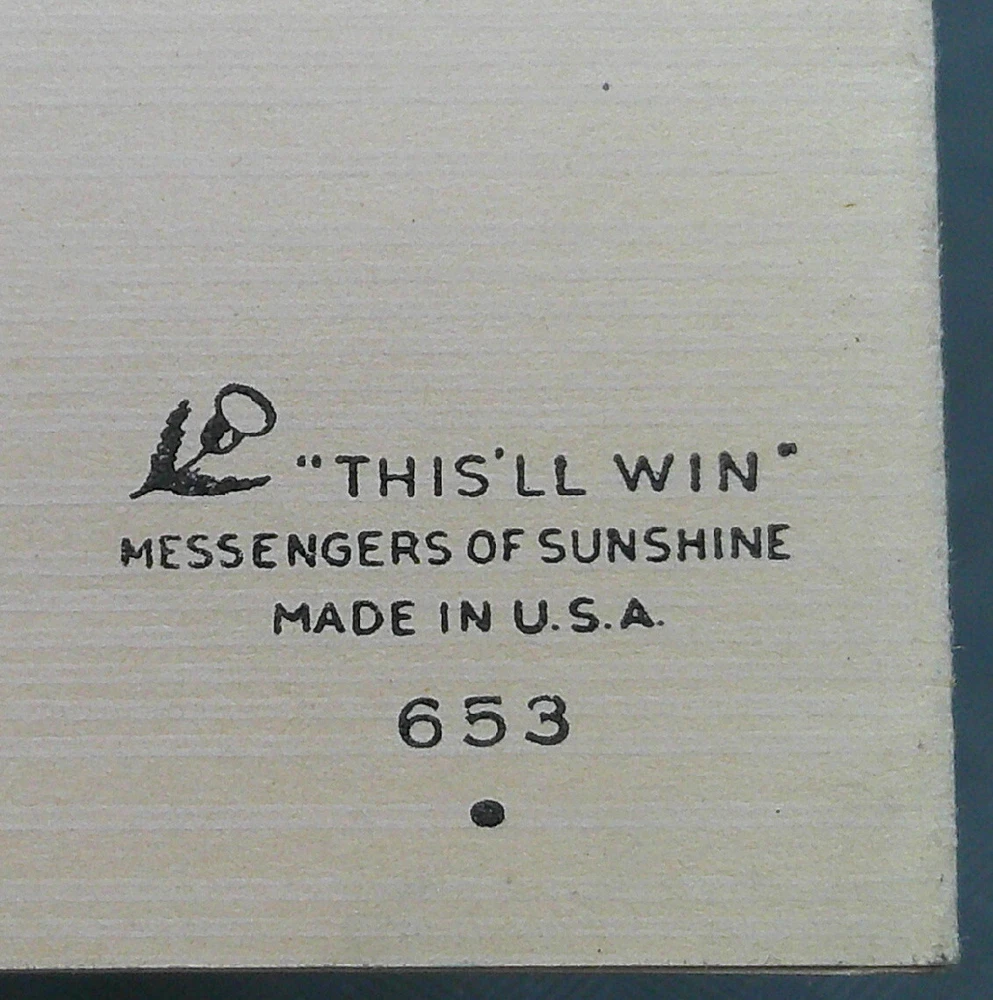 "THIS'LL WIN"
MESSENGERS OF SUNSHINE
MADE IN U.S.A.
653